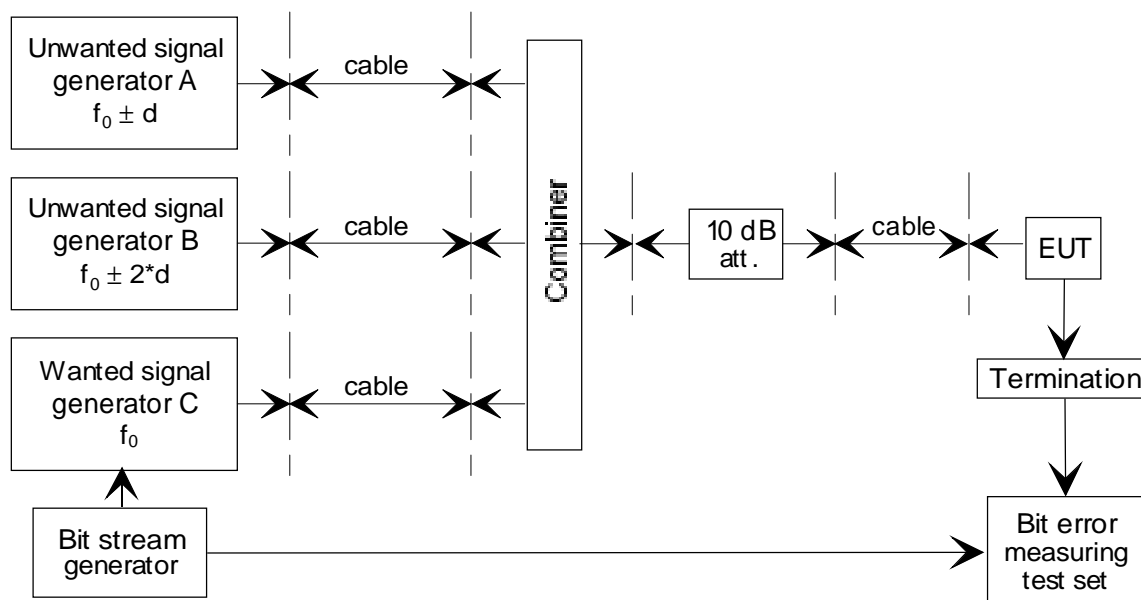 Unwanted signal
generator A
f₀ ± d
cable
Unwanted signal
generator B
f₀ ± 2*d
cable
Wanted signal
generator C
f₀
cable
Combiner
10 dB
att.
cable
EUT
Termination
Bit stream
generator
Bit error
measuring
test set